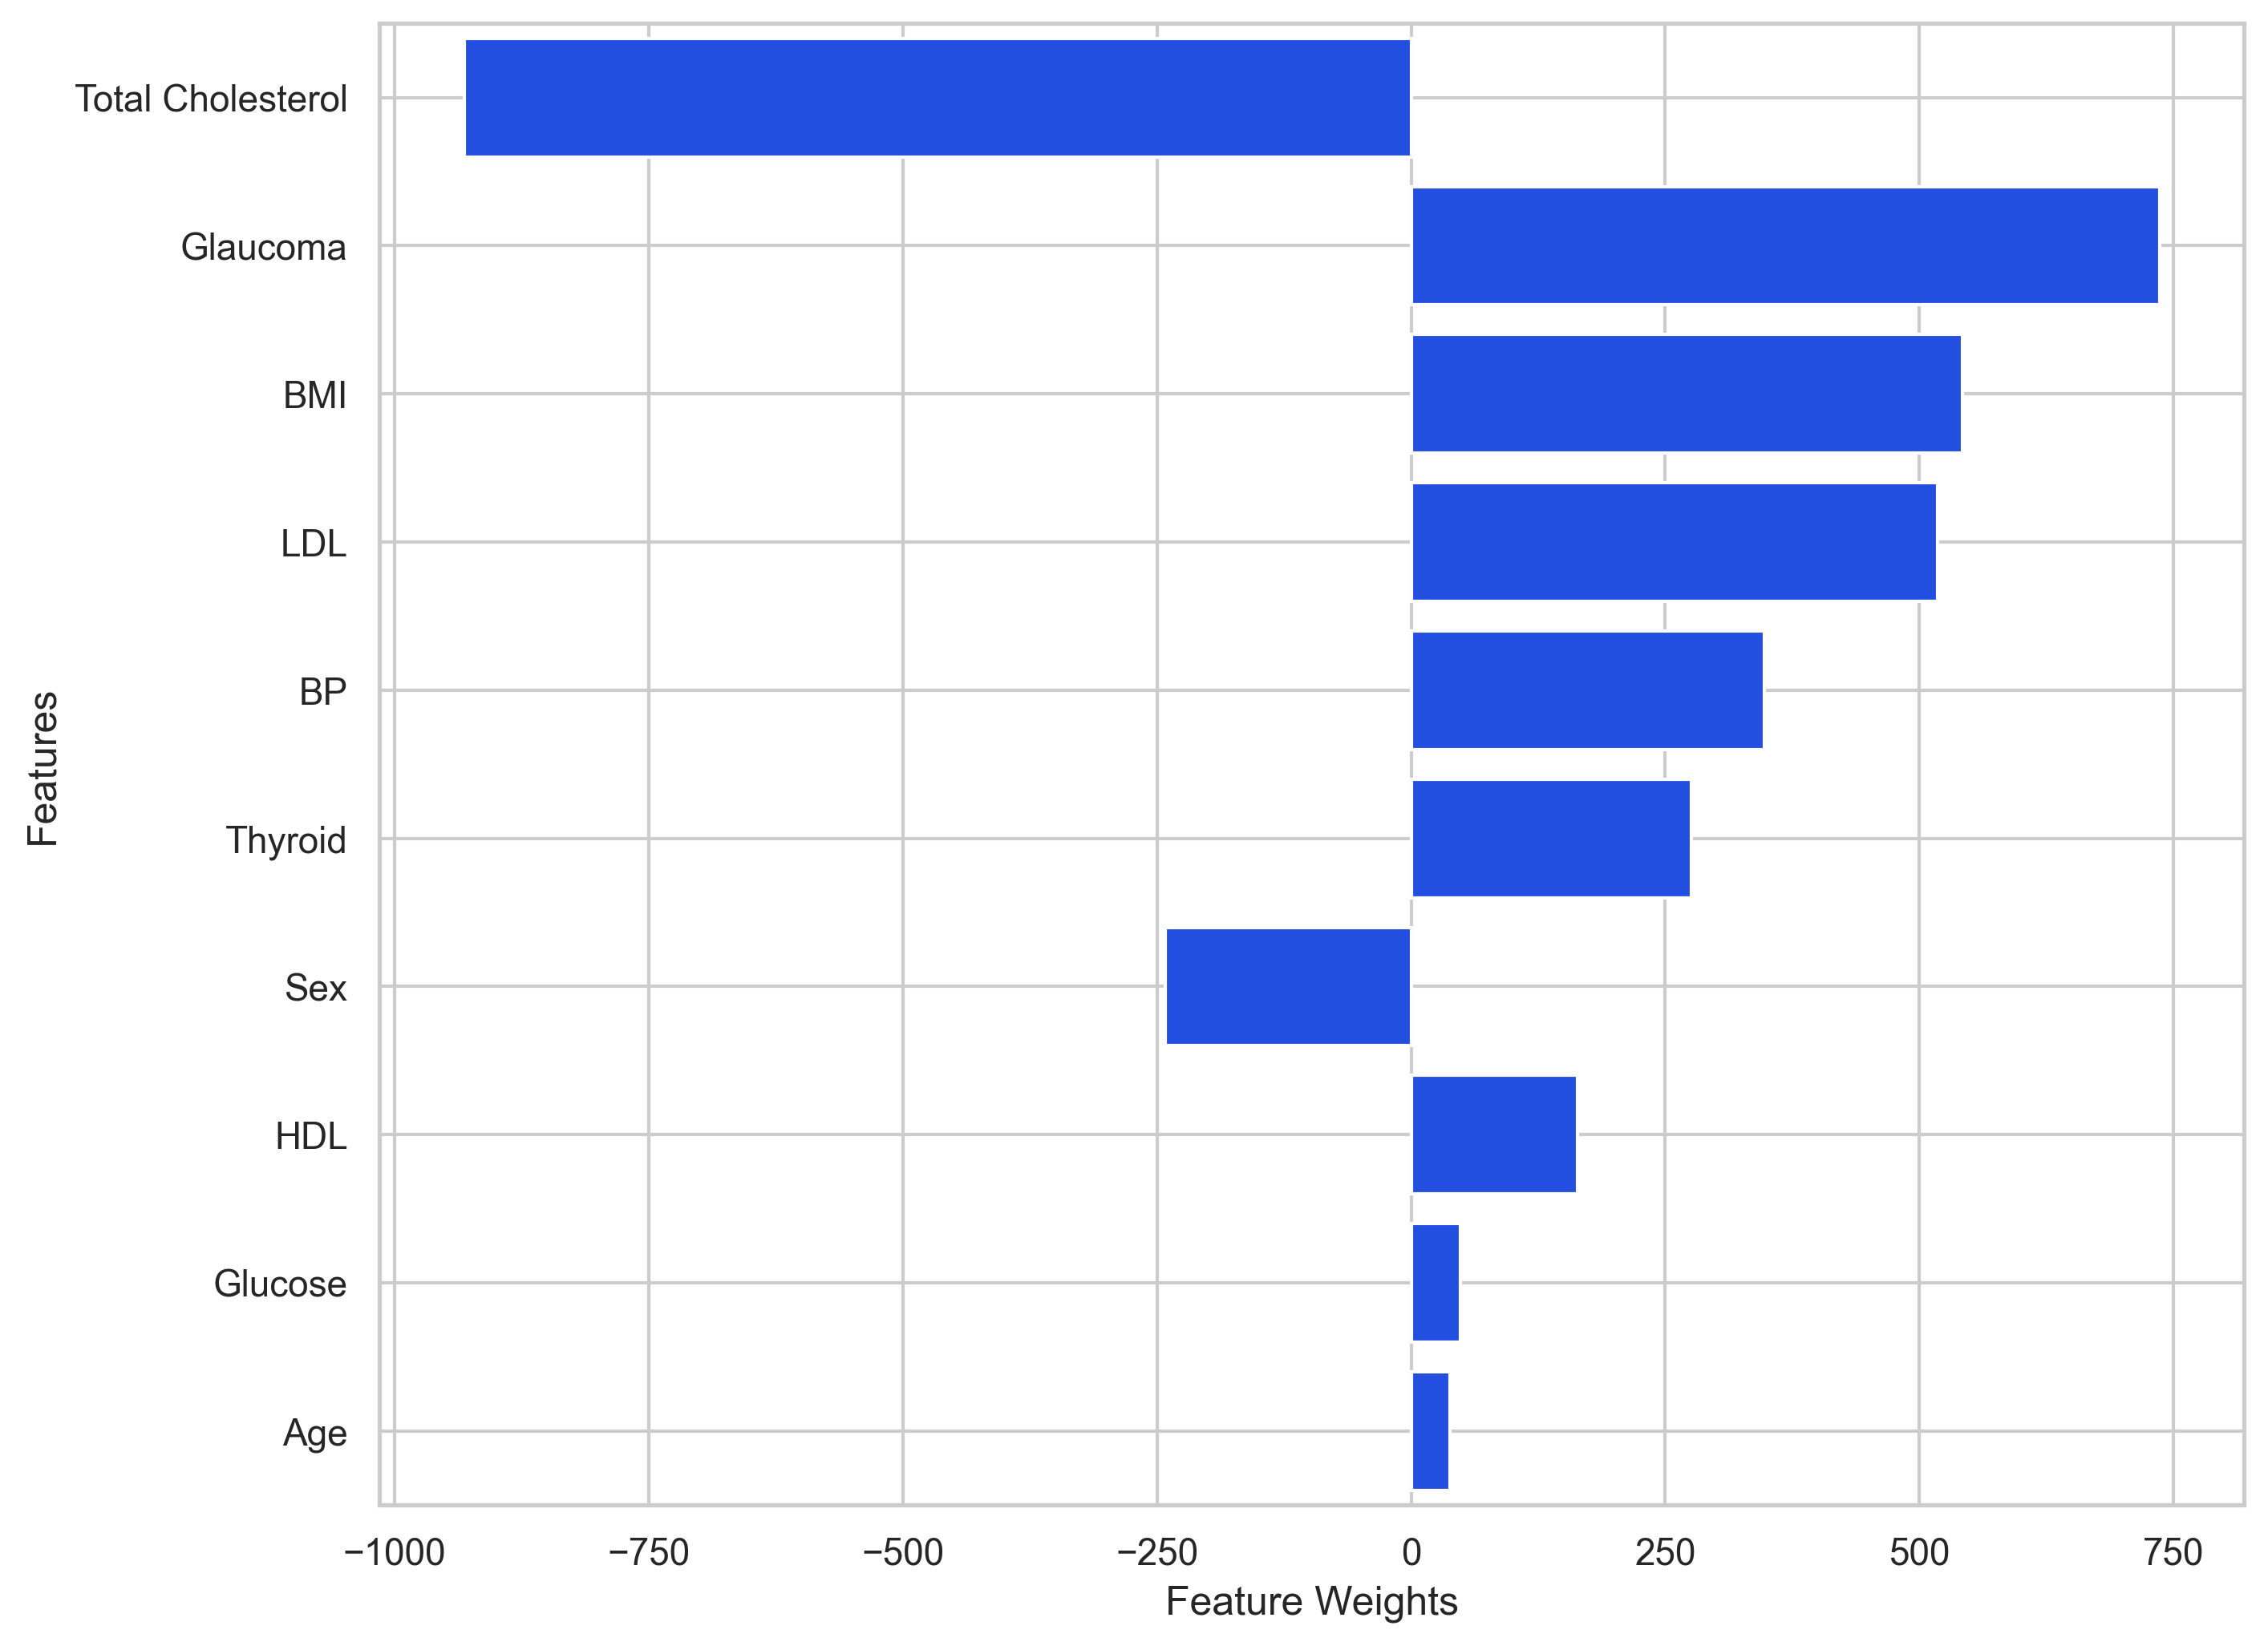 Total Cholesterol
Glaucoma
BMI
LDL
BP
Thyroid
Sex
HDL
Glucose
Age
Features
−1000 −750 −500 −250 0 250 500 750
Feature Weights